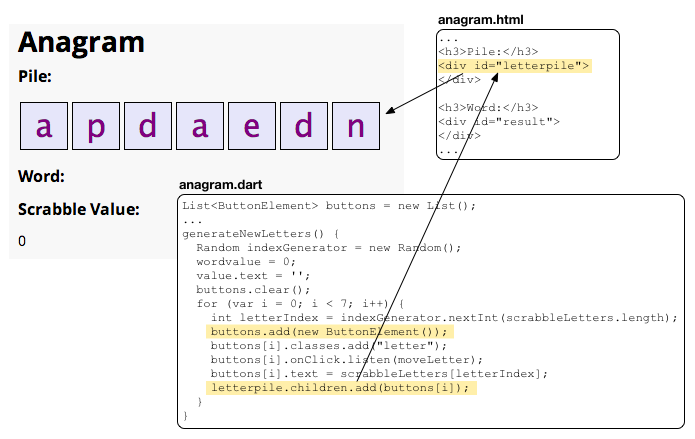 Anagram
Pile:
a p d a e d n
Word:
Scrabble Value:
0
anagram.html
...
<h3>Pile:</h3>
<div id="letterpile">
</div>
<h3>Word:</h3>
<div id="result">
</div>
...
anagram.dart
List<ButtonElement> buttons = new List();
...
generateNewLetters() {
  Random indexGenerator = new Random();
  wordvalue = 0;
  value.text = '';
  buttons.clear();
  for (var i = 0; i < 7; i++) {
    int letterIndex = indexGenerator.nextInt(scrabbleLetters.length);
    buttons.add(new ButtonElement());
    buttons[i].classes.add("letter");
    buttons[i].onClick.listen(moveLetter);
    buttons[i].text = scrabbleLetters[letterIndex];
    letterpile.children.add(buttons[i]);
  }
}